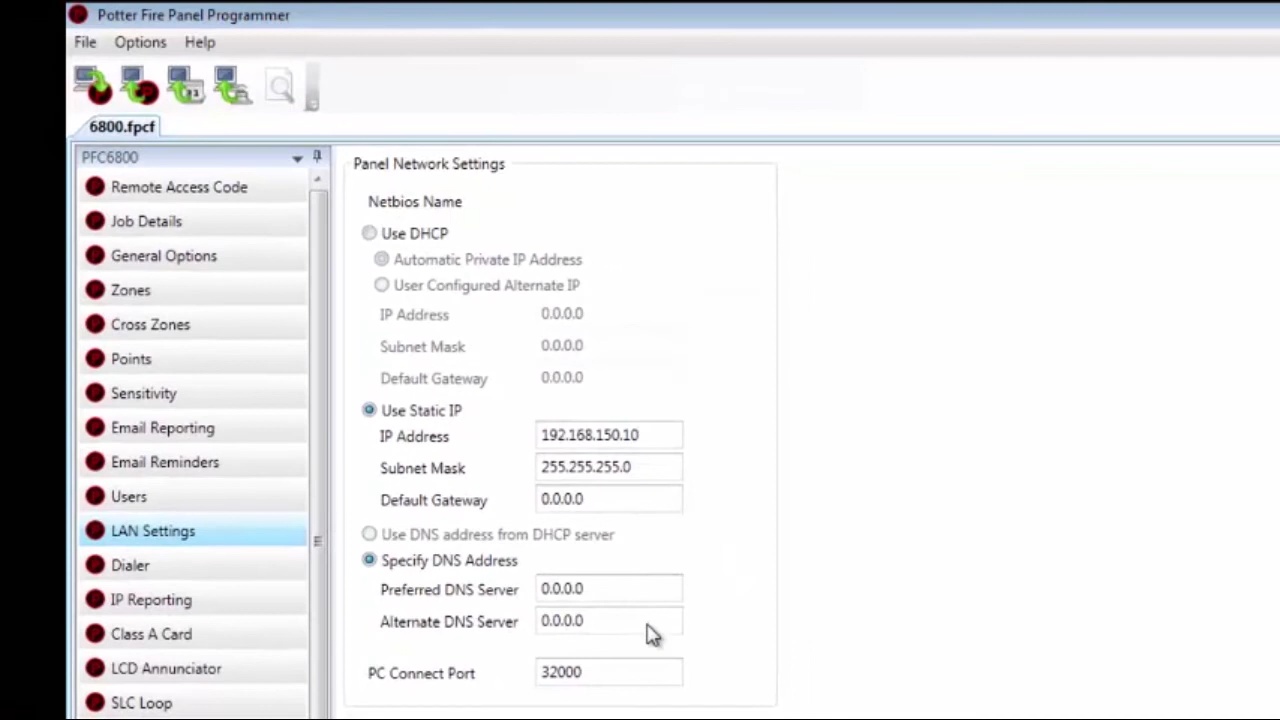 Potter Fire Panel Programmer
File Options Help
6800.fpcf
PFC6800
Remote Access Code
Job Details
General Options
Zones
Cross Zones
Points
Sensitivity
Email Reporting
Email Reminders
Users
LAN Settings
Dialer
IP Reporting
Class A Card
LCD Annunciator
SLC Loop
Panel Network Settings
Netbios Name
Use DHCP
Automatic Private IP Address
User Configured Alternate IP
IP Address 0.0.0.0
Subnet Mask 0.0.0.0
Default Gateway 0.0.0.0
Use Static IP
IP Address 192.168.150.10
Subnet Mask 255.255.255.0
Default Gateway 0.0.0.0
Use DNS address from DHCP server
Specify DNS Address
Preferred DNS Server 0.0.0.0
Alternate DNS Server 0.0.0.0
PC Connect Port 32000